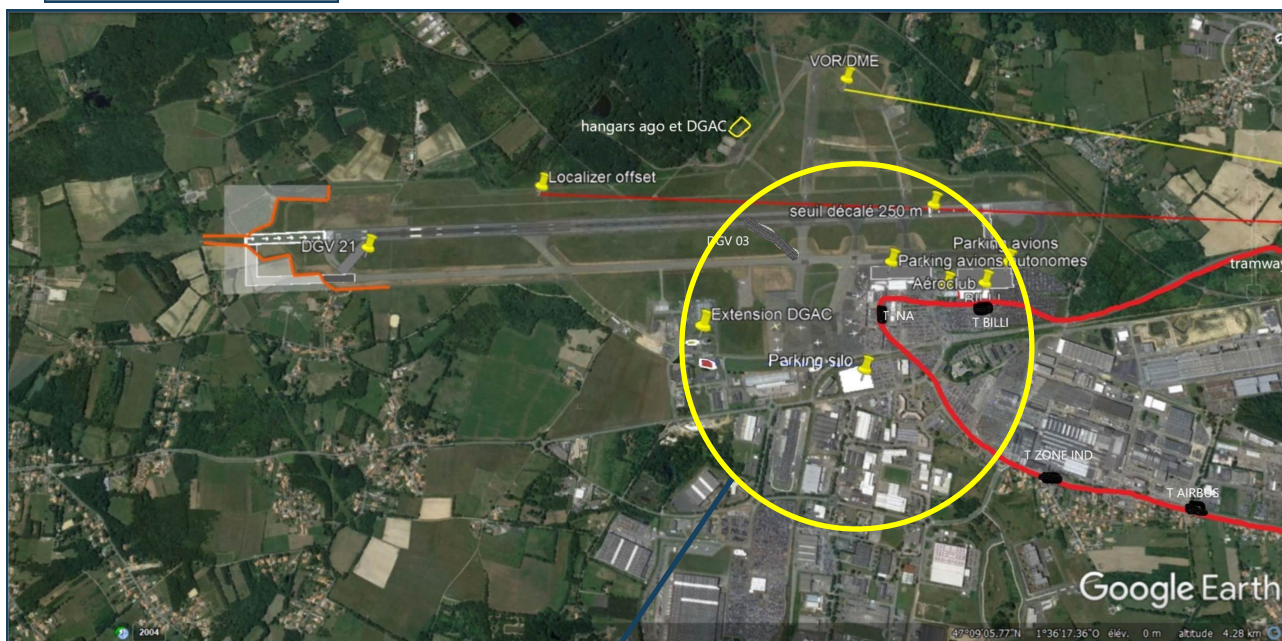 VOR/DME
hangars ago et DGAC
Localizer offset
seuil décalé 250 m
DGV 21
DGV 03
Parking avions
Parking avions autonomes
tramway
Aéroclub
Extension DGAC
T NA
T BILLI
Parking silo
T ZONE IND
T AIRBUS
Google Earth
2004
47°09'05.77"N 1°36'17.36"O élév. 0 m altitude 4.28 km